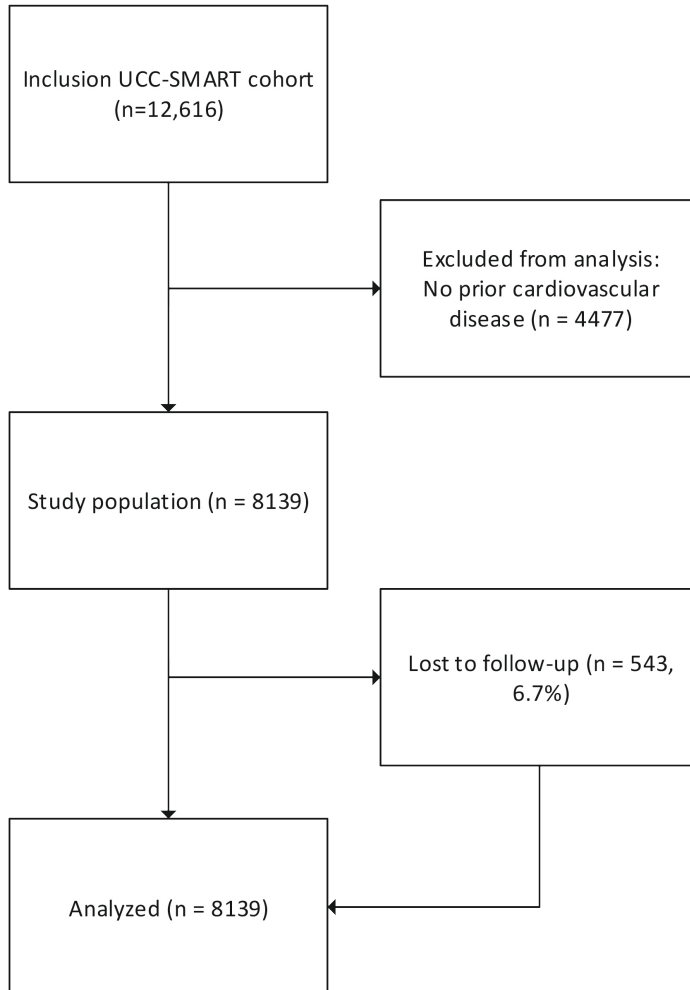 Inclusion UCC-SMART cohort
(n=12,616)
Excluded from analysis:
No prior cardiovascular
disease (n = 4477)
Study population (n = 8139)
Lost to follow-up (n = 543,
6.7%)
Analyzed (n = 8139)